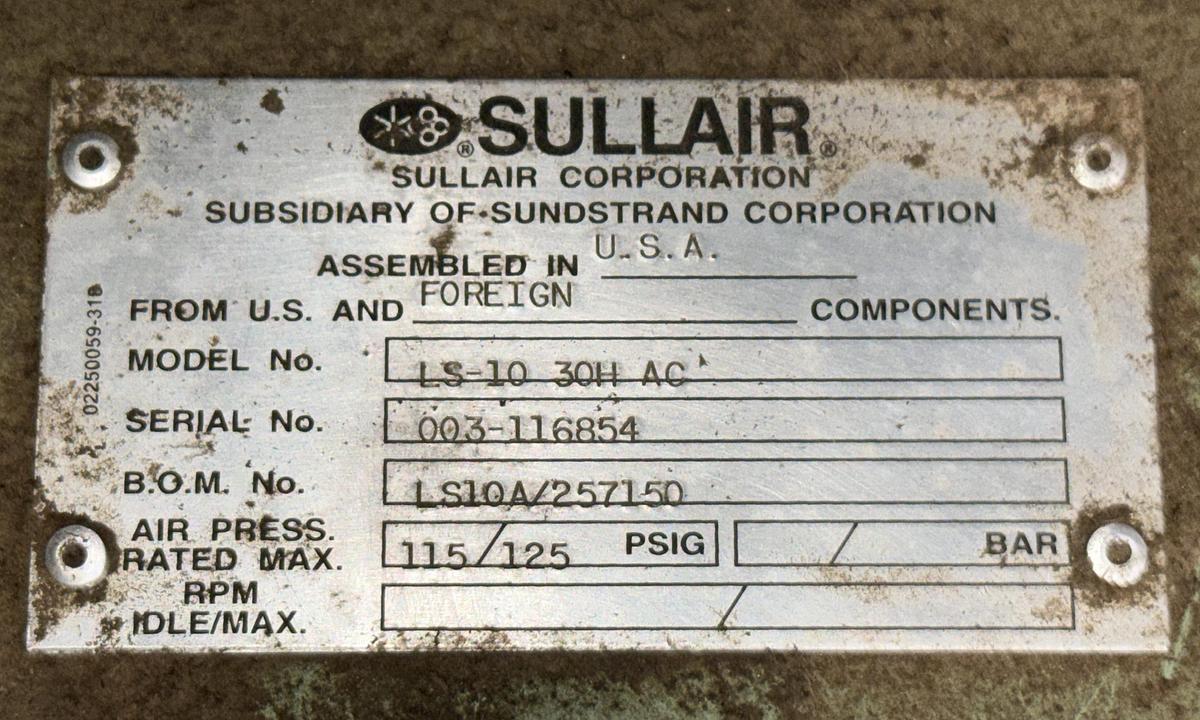 ® SULLAIR ®
SULLAIR CORPORATION
SUBSIDIARY OF SUNDSTRAND CORPORATION
ASSEMBLED IN U.S.A.
FROM U.S. AND FOREIGN COMPONENTS.
MODEL No. LS-10 30H AC
SERIAL No. 003-116854
B.O.M. No. LS10A/257150
AIR PRESS.
RATED MAX. 115/125 PSIG / BAR
RPM
IDLE/MAX. /
02250059-31B